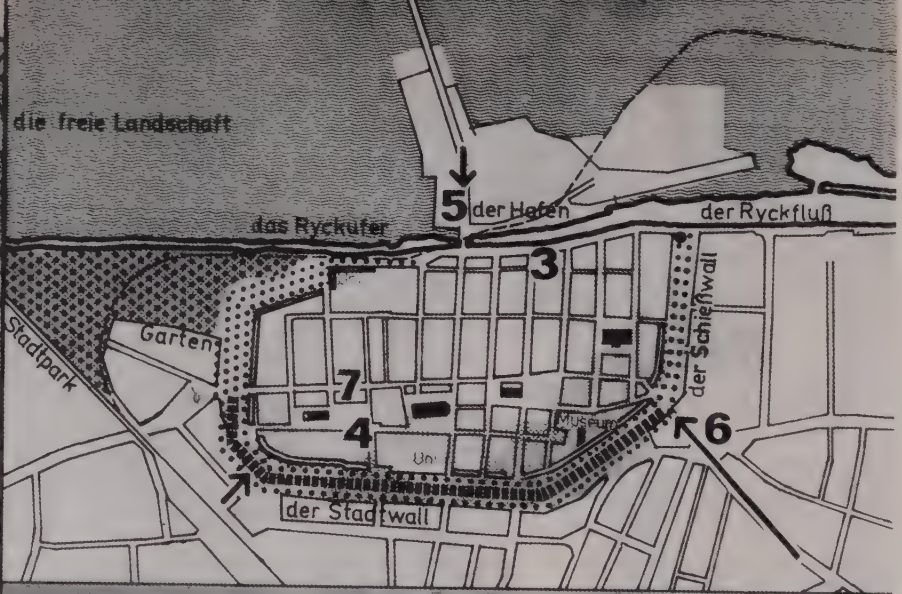 die freie Landschaft
5 der Hafen
das Ryckufer
der Ryckfluß
3
der Schießwall
Garten
Stadtpark
7
4
Museum
6
Uni
der Stadtwall